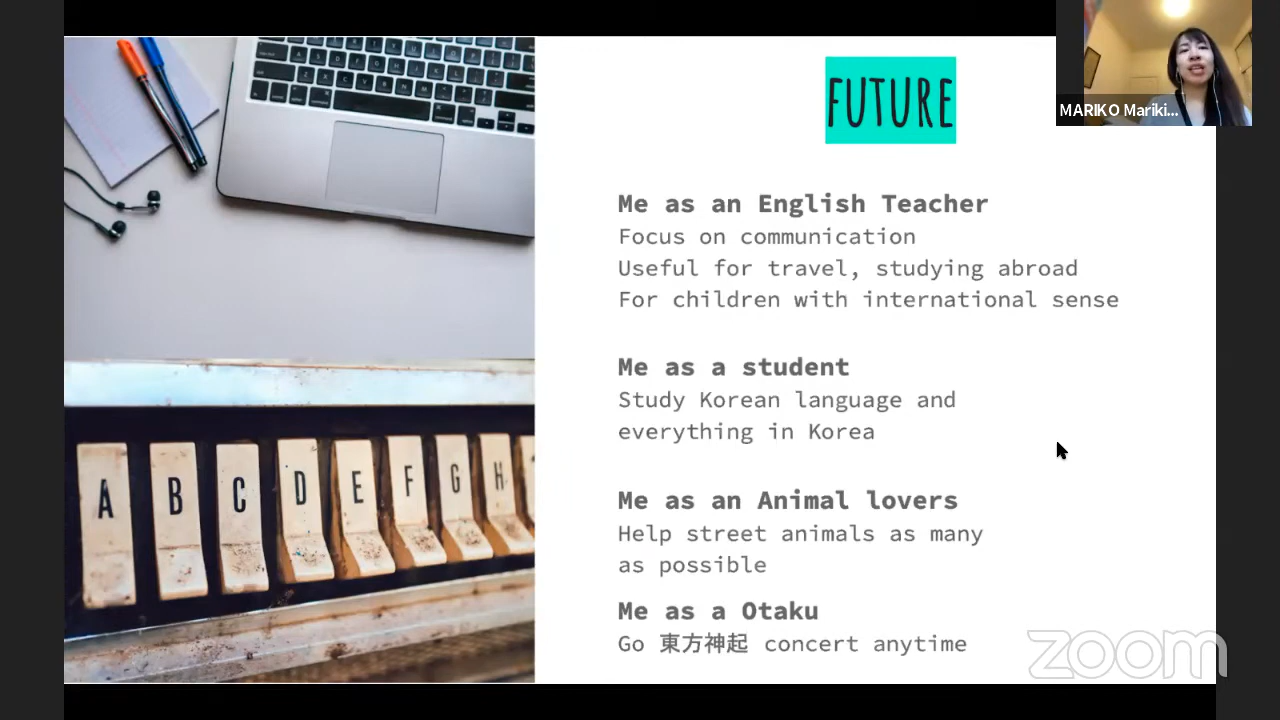 FUTURE
MARIKO Mariki...
Me as an English Teacher
Focus on communication
Useful for travel, studying abroad
For children with international sense
Me as a student
Study Korean language and
everything in Korea
Me as an Animal lovers
Help street animals as many
as possible
Me as a Otaku
Go 東方神起 concert anytime
A B C D E F G H
zoom